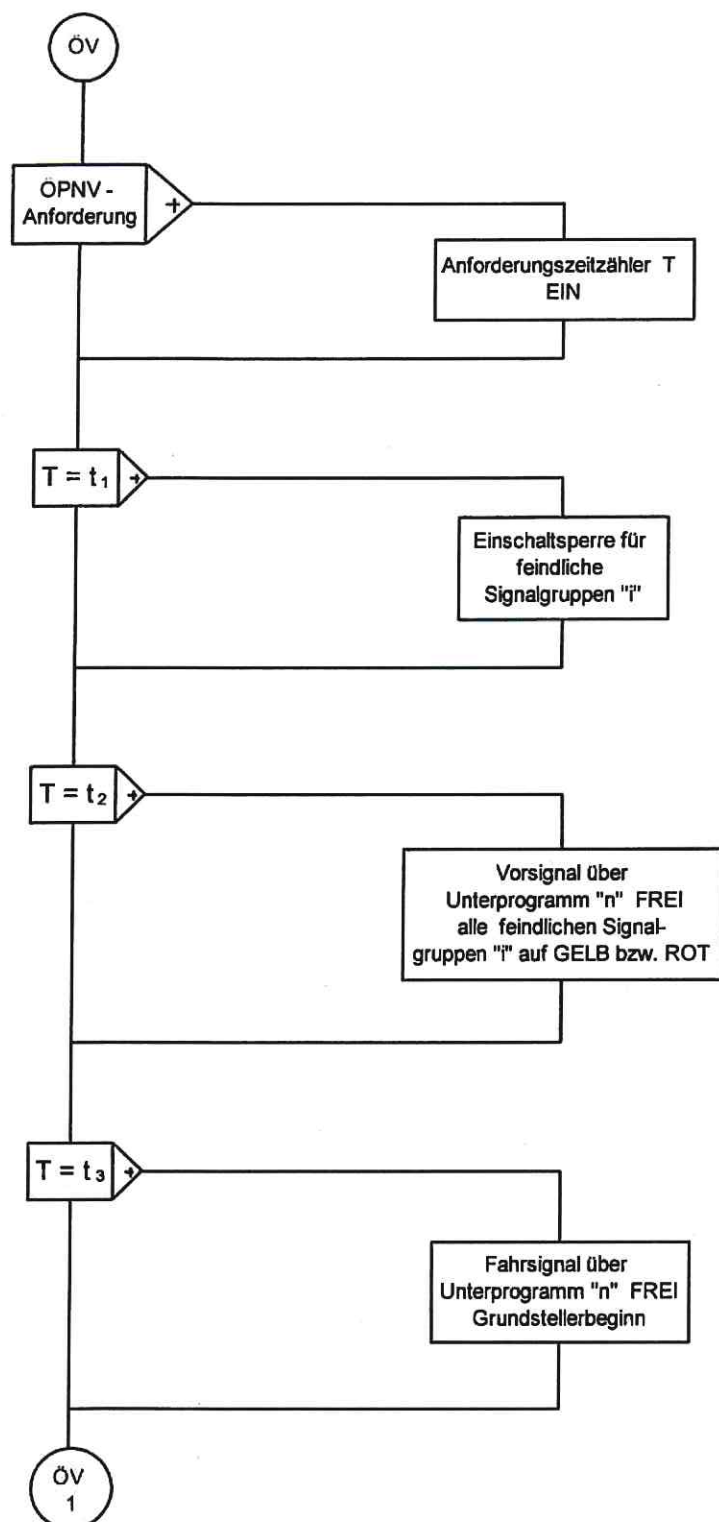 ÖV
ÖPNV -
Anforderung
+
Anforderungszeitzähler T
EIN
T = t₁
+
Einschaltsperre für
feindliche
Signalgruppen "i"
T = t₂
+
Vorsignal über
Unterprogramm "n" FREI
alle feindlichen Signal-
gruppen "i" auf GELB bzw. ROT
T = t₃
+
Fahrsignal über
Unterprogramm "n" FREI
Grundstellerbeginn
ÖV
1